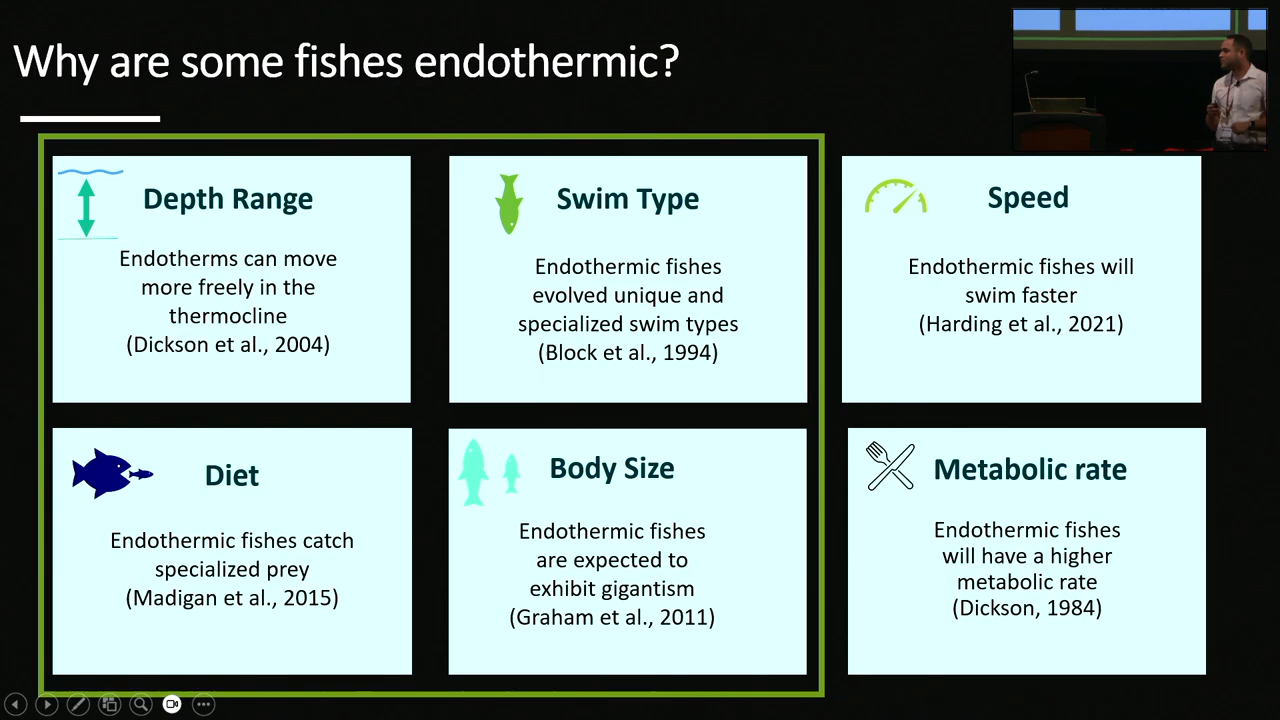 Why are some fishes endothermic?
Depth Range
Endotherms can move
more freely in the
thermocline
(Dickson et al., 2004)
Swim Type
Endothermic fishes
evolved unique and
specialized swim types
(Block et al., 1994)
Speed
Endothermic fishes will
swim faster
(Harding et al., 2021)
Diet
Endothermic fishes catch
specialized prey
(Madigan et al., 2015)
Body Size
Endothermic fishes
are expected to
exhibit gigantism
(Graham et al., 2011)
Metabolic rate
Endothermic fishes
will have a higher
metabolic rate
(Dickson, 1984)